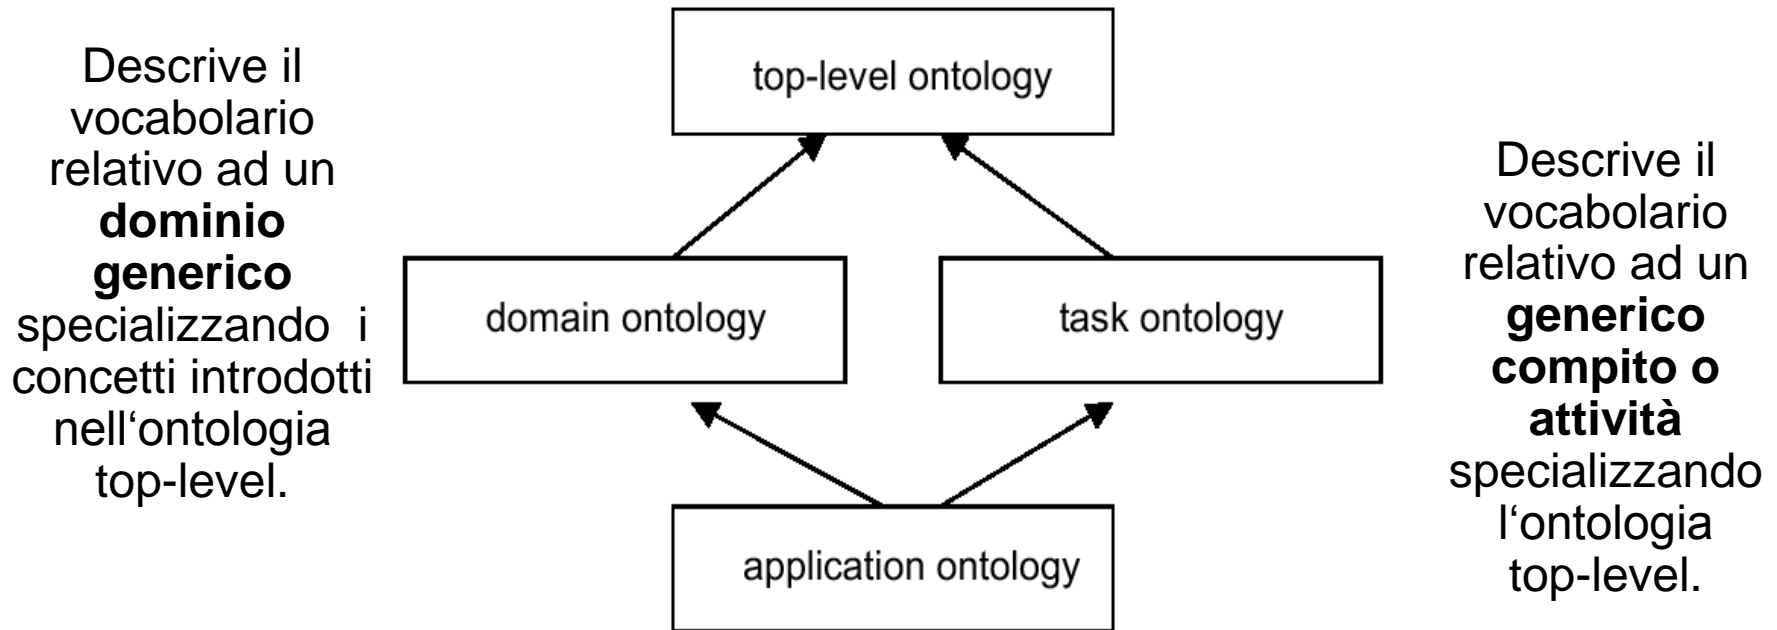 top-level ontology
Descrive il
vocabolario
relativo ad un
dominio
generico
specializzando i
concetti introdotti
nell‘ontologia
top-level.
domain ontology
task ontology
application ontology
Descrive il
vocabolario
relativo ad un
generico
compito o
attività
specializzando
l‘ontologia
top-level.